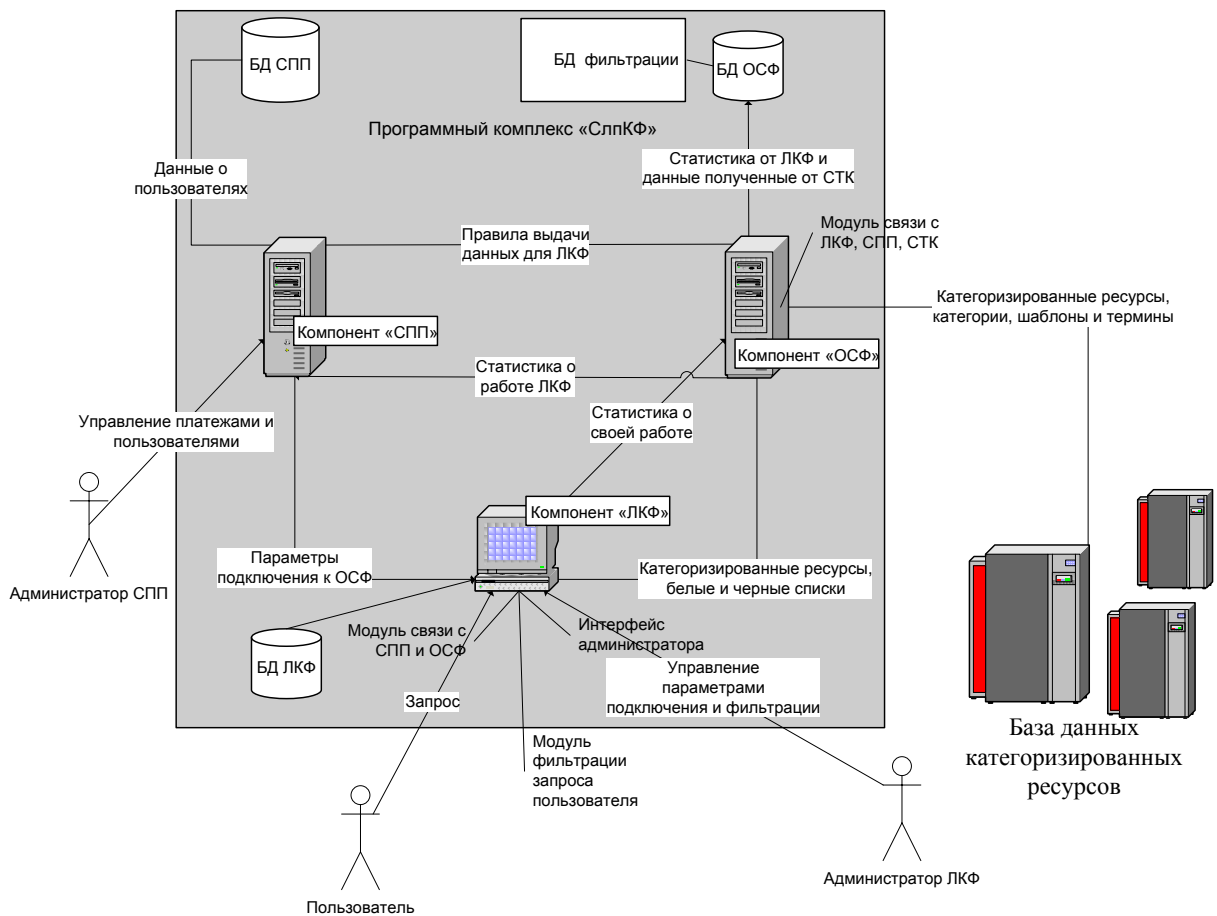 БД СПП
БД фильтрации
БД ОСФ
Программный комплекс «СлпКФ»
Данные о
пользователях
Статистика от ЛКФ и
данные полученные от СТК
Правила выдачи
данных для ЛКФ
Модуль связи с
ЛКФ, СПП, СТК
Категоризированные ресурсы,
категории, шаблоны и термины
Компонент «СПП»
Компонент «ОСФ»
Статистика о
работе ЛКФ
Управление платежами и
пользователями
Статистика о
своей работе
Компонент «ЛКФ»
Администратор СПП
Параметры
подключения к ОСФ
Категоризированные ресурсы,
белые и черные списки
БД ЛКФ
Модуль связи с
СПП и ОСФ
Интерфейс
администратора
Управление
параметрами
подключения и фильтрации
Запрос
База данных
категоризированных
ресурсов
Модуль
фильтрации
запроса
пользователя
Администратор ЛКФ
Пользователь